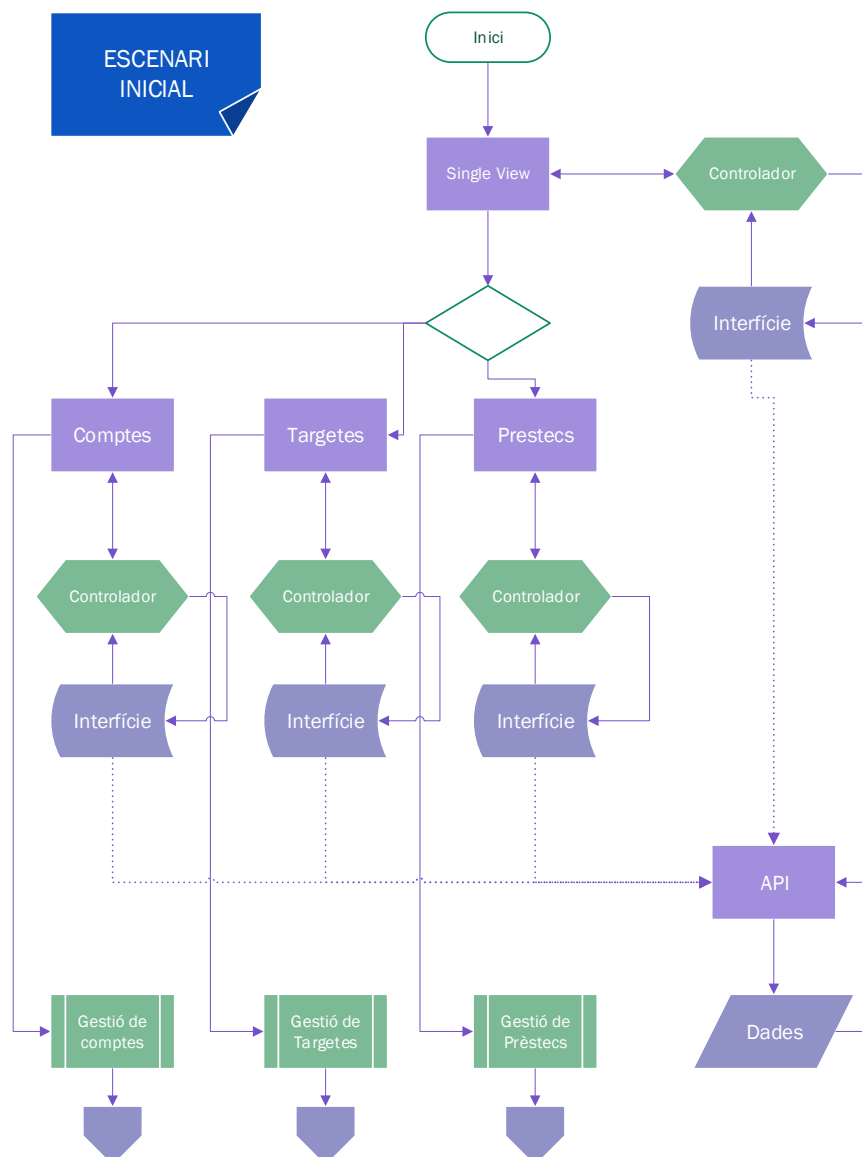 ESCENARI
INICIAL
Inici
Single View
Controlador
Interfície
Comptes
Targetes
Prestecs
Controlador
Controlador
Controlador
Interfície
Interfície
Interfície
API
Gestió de
comptes
Gestió de
Targetes
Gestió de
Prèstecs
Dades